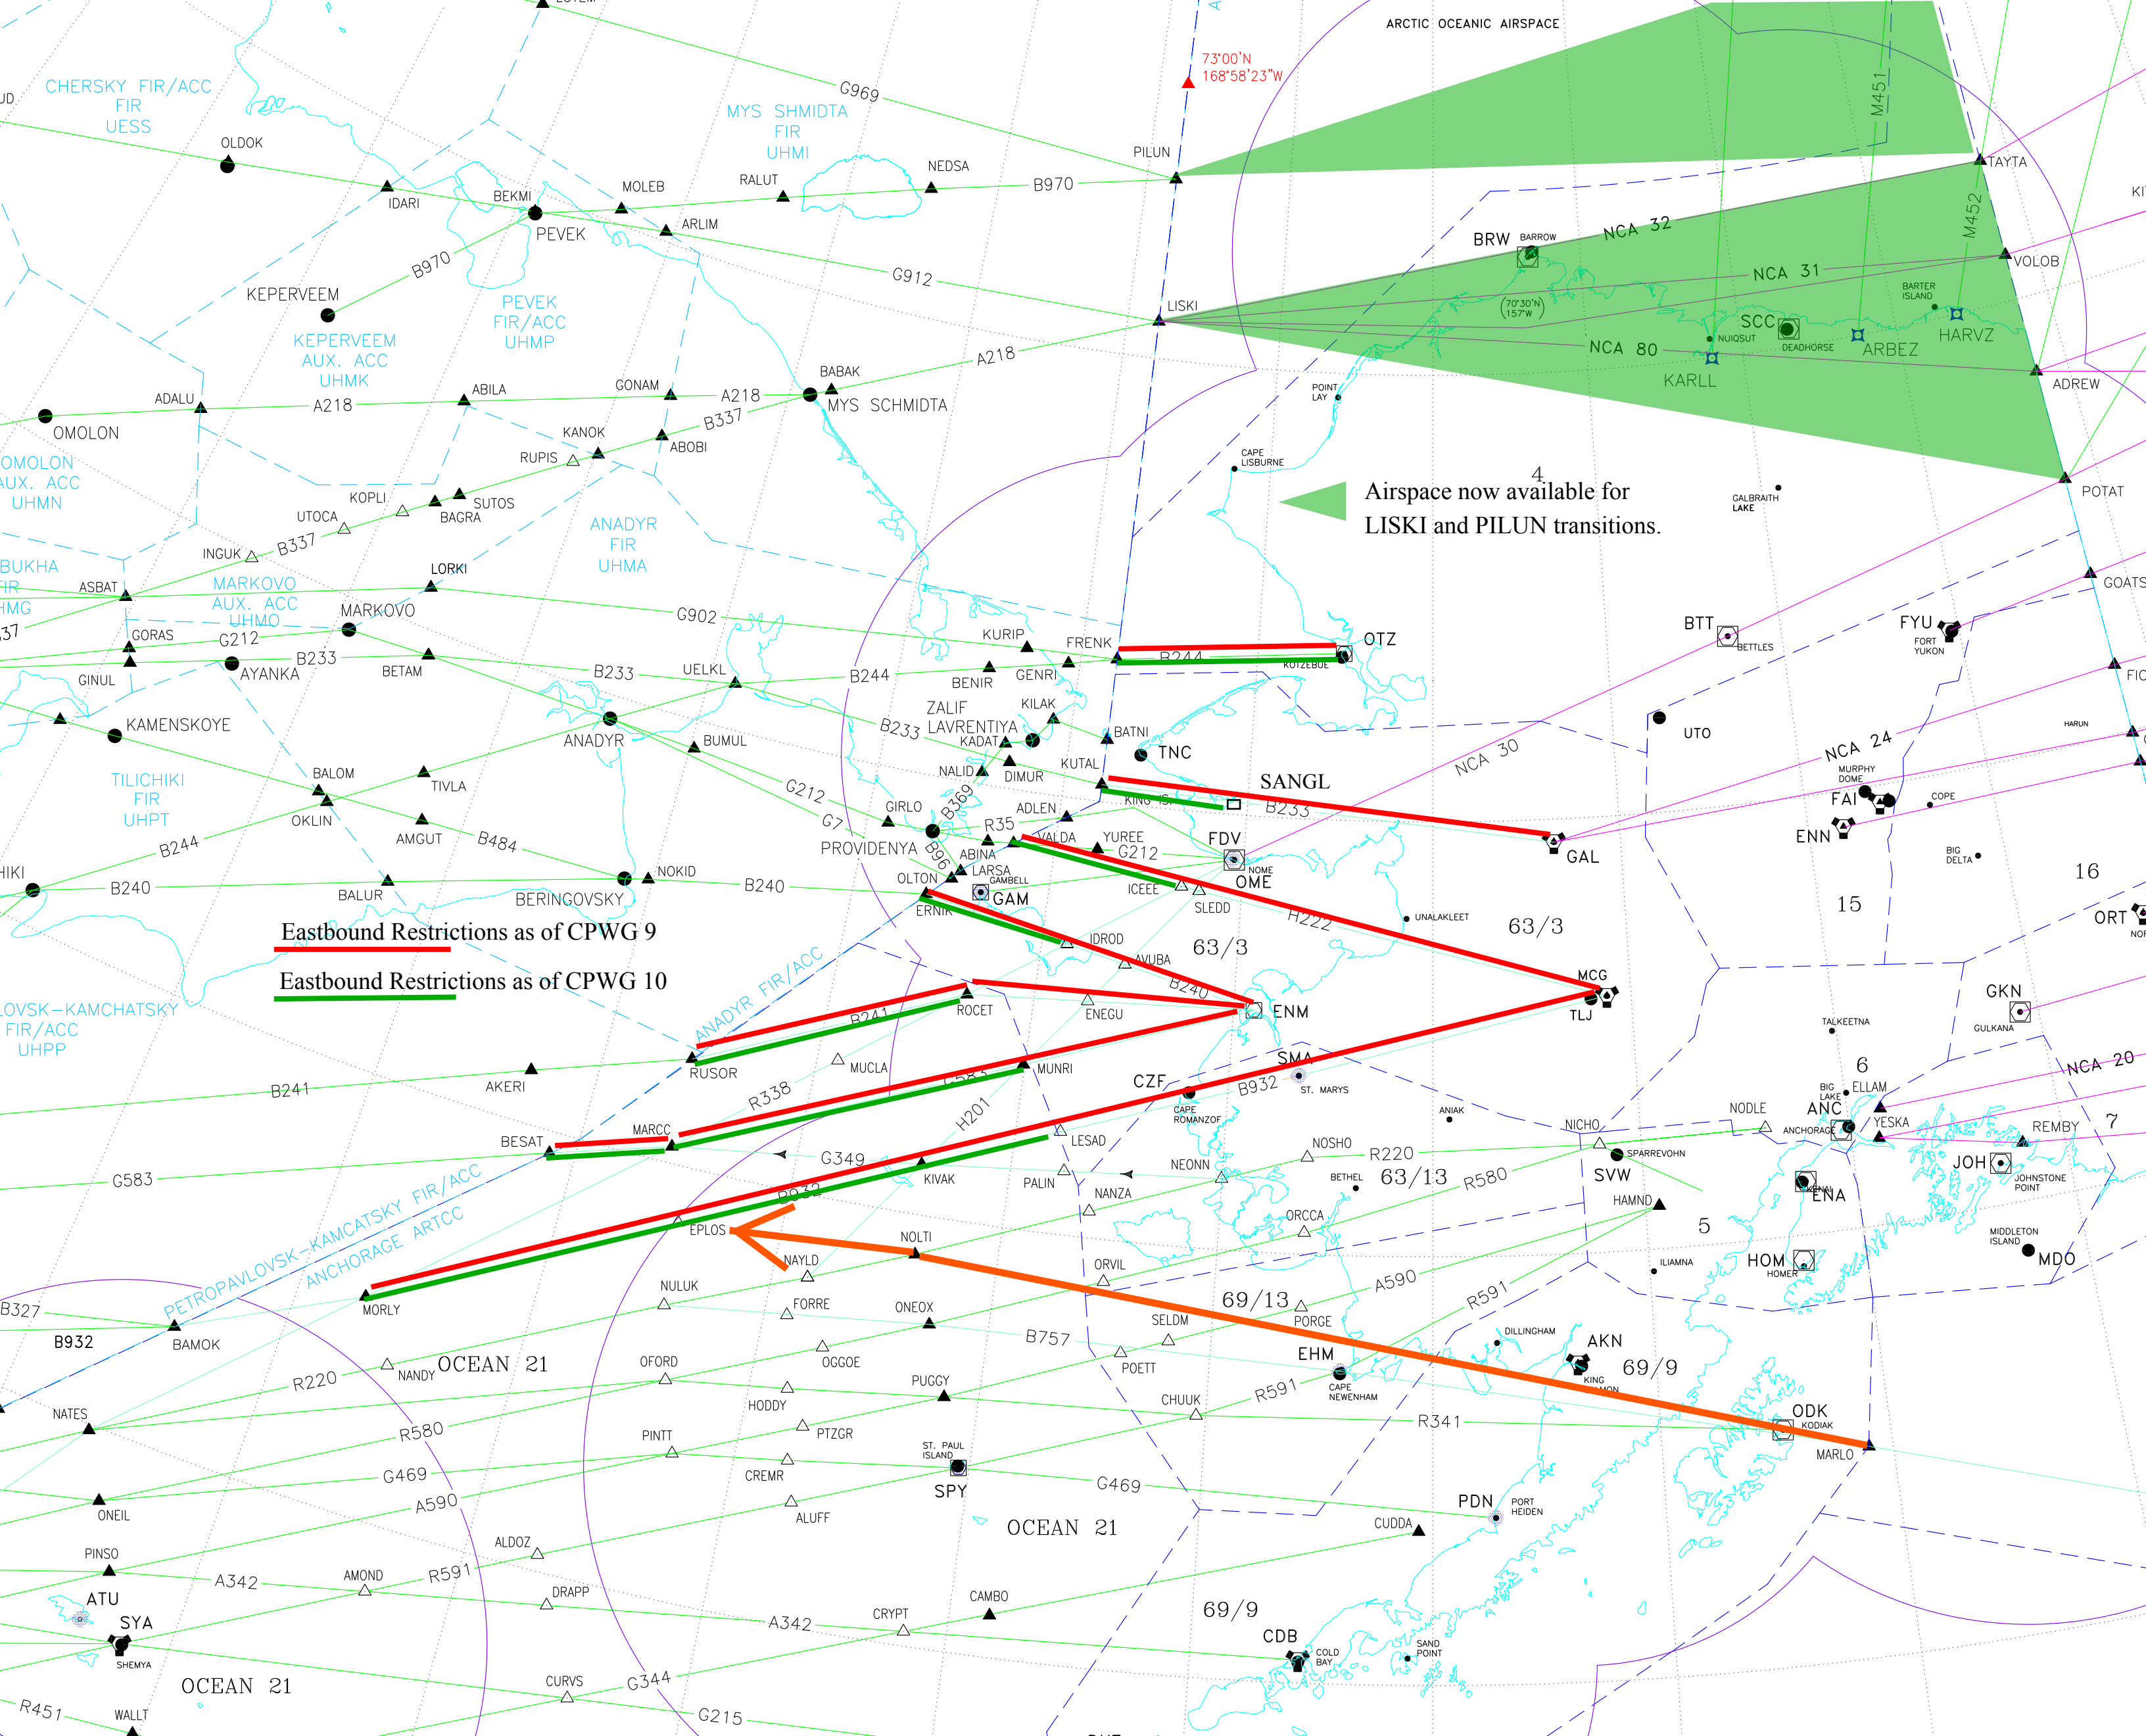 ARCTIC OCEANIC AIRSPACE
73°00'N
168°58'23"W
CHERSKY FIR/ACC
FIR
UESS
OLDOK
IDARI
BEKMI
PEVEK
MOLEB
ARLIM
RALUT
NEDSA
MYS SHMIDTA
FIR
UHMI
G969
PILUN
B970
B970
G912
M451
M452
TAYTA
NCA 32
BRW
BARROW
NCA 31
VOLOB
BARTER
ISLAND
(70°30'N
157°W)
SCC
DEADHORSE
NUIQSUT
HARVZ
ARBEZ
KARLL
NCA 80
ADREW
POTAT
LISKI
KEPERVEEM
PEVEK
FIR/ACC
UHMP
KEPERVEEM
AUX. ACC
UHMK
A218
BABAK
MYS SCHMIDTA
GONAM
A218
ABILA
A218
ADALU
OMOLON
OMOLON
AUX. ACC
UHMN
KANOK
B337
ABOBI
RUPIS
KOPLI
SUTOS
BAGRA
UTOCA
INGUK
B337
POINT
LAY
CAPE
LISBURNE
4
Airspace now available for
LISKI and PILUN transitions.
GALBRAITH
LAKE
ANADYR
FIR
UHMA
GOATS
ASBAT
LORKI
MARKOVO
AUX. ACC
UHMO
MARKOVO
G902
GORAS
G212
B233
AYANKA
GINUL
BETAM
B233
UELKL
B244
KURIP
BENIR
GENRI
FRENK
B244
OTZ
KOTZEBUE
BTT
BETTLES
FYU
FORT
YUKON
UTO
HARUN
KAMENSKOYE
ANADYR
BUMUL
B233
ZALIF
LAVRENTIYA
KILAK
KADAT
BATNI
TNC
NALID
DIMUR
KUTAL
SANGL
B233
NCA 30
NCA 24
MURPHY
DOME
FAI
COPE
ENN
BIG
DELTA
GAL
TILICHIKI
FIR
UHPT
BALOM
OKLIN
TIVLA
AMGUT
B484
B244
G212
G7
GIRLO
B369
ADLEN
R35
PROVIDENYA
B96
ABINA
LARSA
VALDA
YUREE
G212
FDV
NOME
OME
ICEEE
SLEDD
H222
UNALAKLEET
63/3
15
16
ORT
B240
BALUR
BERINGOVSKY
NOKID
B240
OLTON
ERNIK
GAMBELL
GAM
IDROD
AVUBA
63/3
B240
Eastbound Restrictions as of CPWG 9
Eastbound Restrictions as of CPWG 10
ANADYR FIR/ACC
ROCET
ENEGU
ENM
MCG
TLJ
GKN
GULKANA
TALKEETNA
FIR/ACC
UHPP
B241
AKERI
RUSOR
B241
MUCLA
R338
MUNRI
H201
CZF
CAPE
ROMANZOF
SMA
ST. MARYS
B932
ANIAK
NICHO
NODLE
BIG
LAKE
6
ELLAM
ANC
ANCHORAGE
YESKA
NCA 20
REMBY
7
BESAT
MARCC
G583
G349
KIVAK
LESAD
PALIN
NEONN
NANZA
NOSHO
R220
BETHEL
63/13
R580
SVW
SPARREVOHN
HAMND
5
ENA
JOH
JOHNSTONE
POINT
MIDDLETON
ISLAND
MDO
PETROPAVLOVSK-KAMCATSKY FIR/ACC
ANCHORAGE ARTCC
B932
EPLOS
NAYLD
NOLTI
ORCCA
ORVIL
A590
R591
ILIAMNA
HOM
HOMER
B327
B932
BAMOK
MORLY
NULUK
FORRE
ONEOX
69/13
PORGE
SELDM
B757
POETT
EHM
CAPE
NEWENHAM
DILLINGHAM
AKN
KING
69/9
R220
NANDY
OCEAN 21
OFORD
OGGOE
PUGGY
CHUUK
R591
R341
ODK
KODIAK
MARLO
NATES
R580
HODDY
PTZGR
PINTT
G469
CREMR
ST. PAUL
ISLAND
SPY
G469
PDN
PORT
HEIDEN
ONEIL
A590
ALUFF
OCEAN 21
CUDDA
PINSO
A342
R591
ALDOZ
AMOND
DRAPP
A342
CAMBO
CRYPT
69/9
CDB
COLD
BAY
SAND
POINT
ATU
SYA
SHEMYA
OCEAN 21
CURVS
G344
G215
R451
WALLT